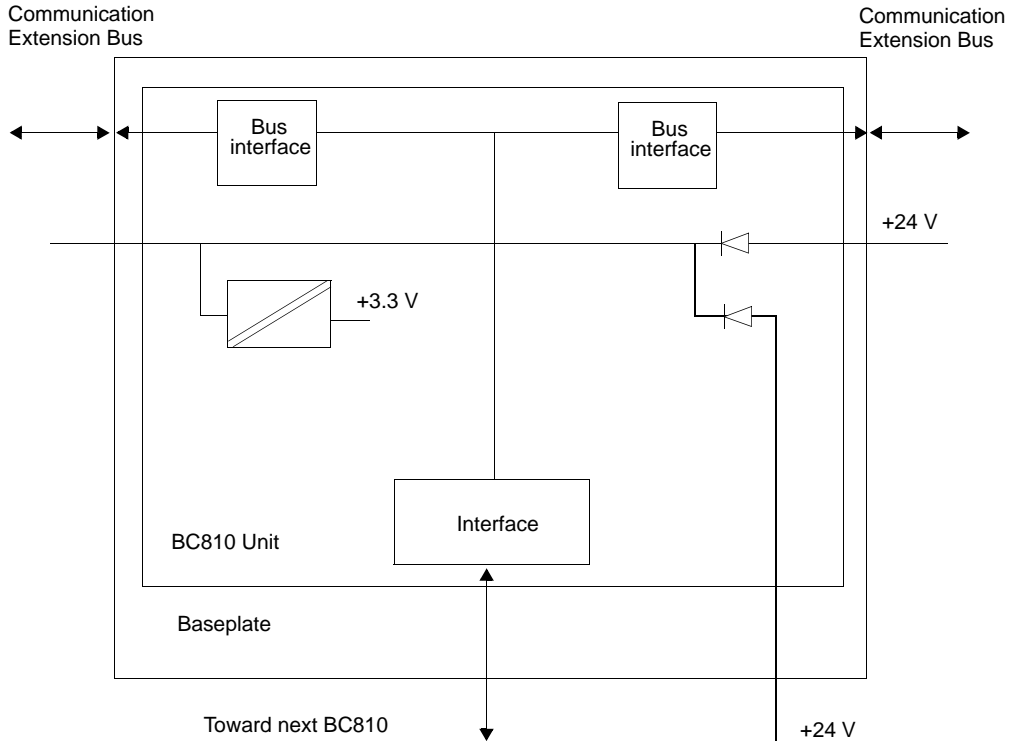 Communication
Extension Bus
Communication
Extension Bus
Bus
interface
Bus
interface
+24 V
+3.3 V
Interface
BC810 Unit
Baseplate
Toward next BC810
+24 V